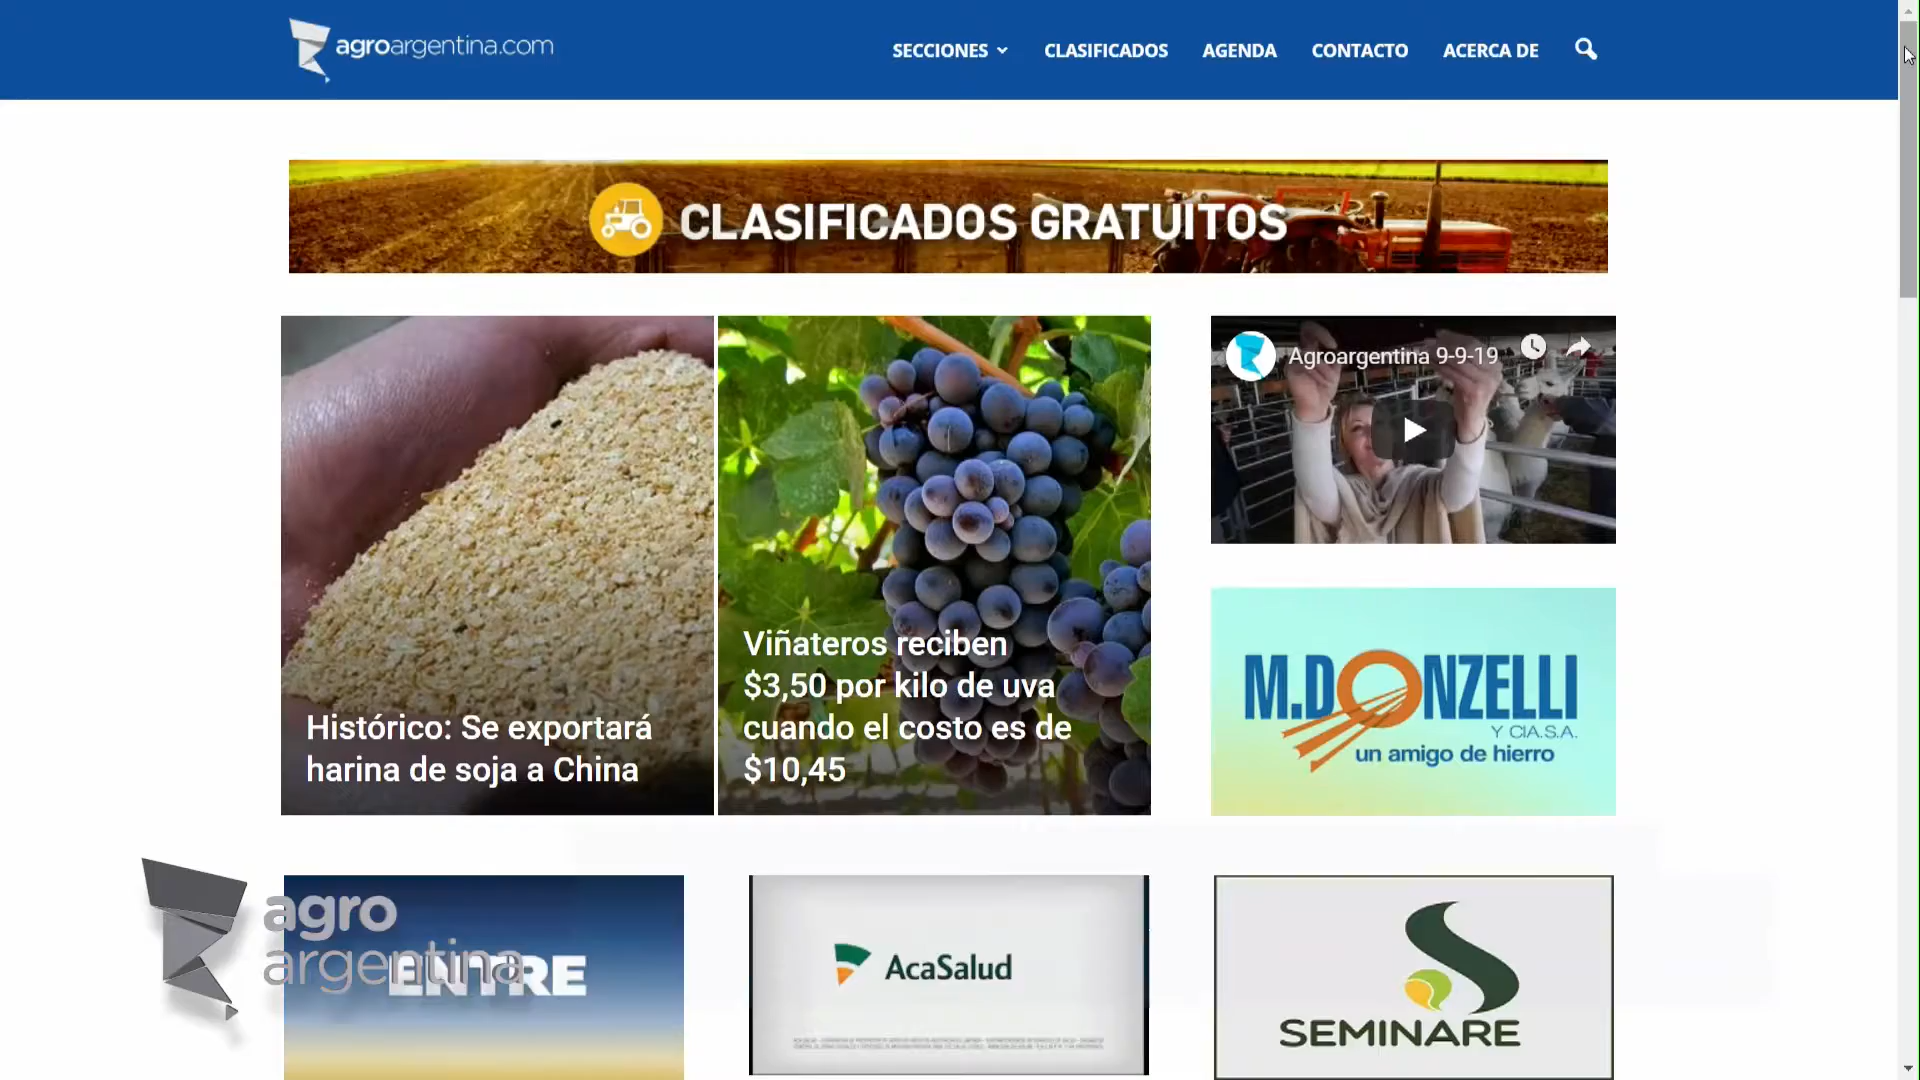 agroargentina.com
SECCIONES
CLASIFICADOS
AGENDA
CONTACTO
ACERCA DE
CLASIFICADOS GRATUITOS
Agroargentina 9-9-19
Histórico: Se exportará
harina de soja a China
Viñateros reciben
$3,50 por kilo de uva
cuando el costo es de
$10,45
M.DONZELLI
Y CIA.S.A.
un amigo de hierro
agro
argentina
ENTRE
AcaSalud
SEMINARE